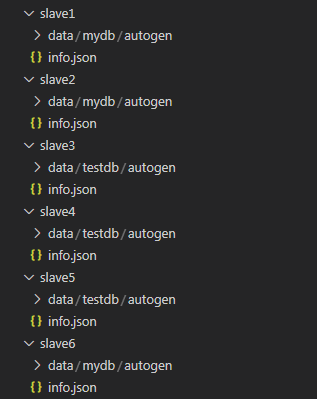 slave1
data/mydb/autogen
{} info.json
slave2
data/mydb/autogen
{} info.json
slave3
data/testdb/autogen
{} info.json
slave4
data/testdb/autogen
{} info.json
slave5
data/testdb/autogen
{} info.json
slave6
data/mydb/autogen
{} info.json